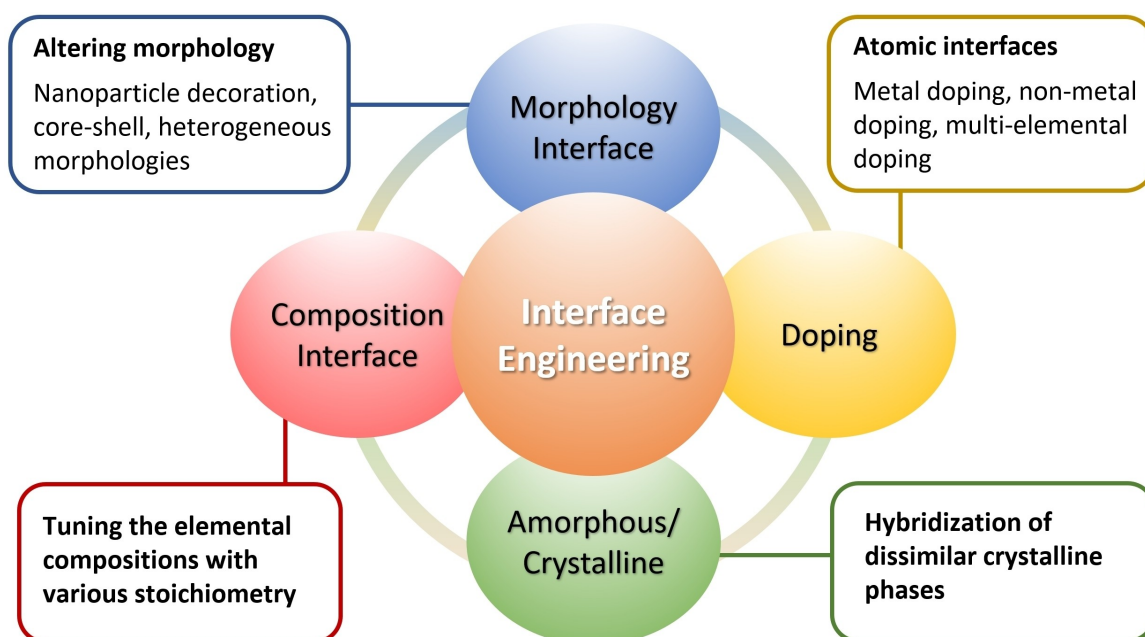 Altering morphology
Nanoparticle decoration,
core-shell, heterogeneous
morphologies
Morphology
Interface
Atomic interfaces
Metal doping, non-metal
doping, multi-elemental
doping
Composition
Interface
Interface
Engineering
Doping
Tuning the elemental
compositions with
various stoichiometry
Amorphous/
Crystalline
Hybridization of
dissimilar crystalline
phases